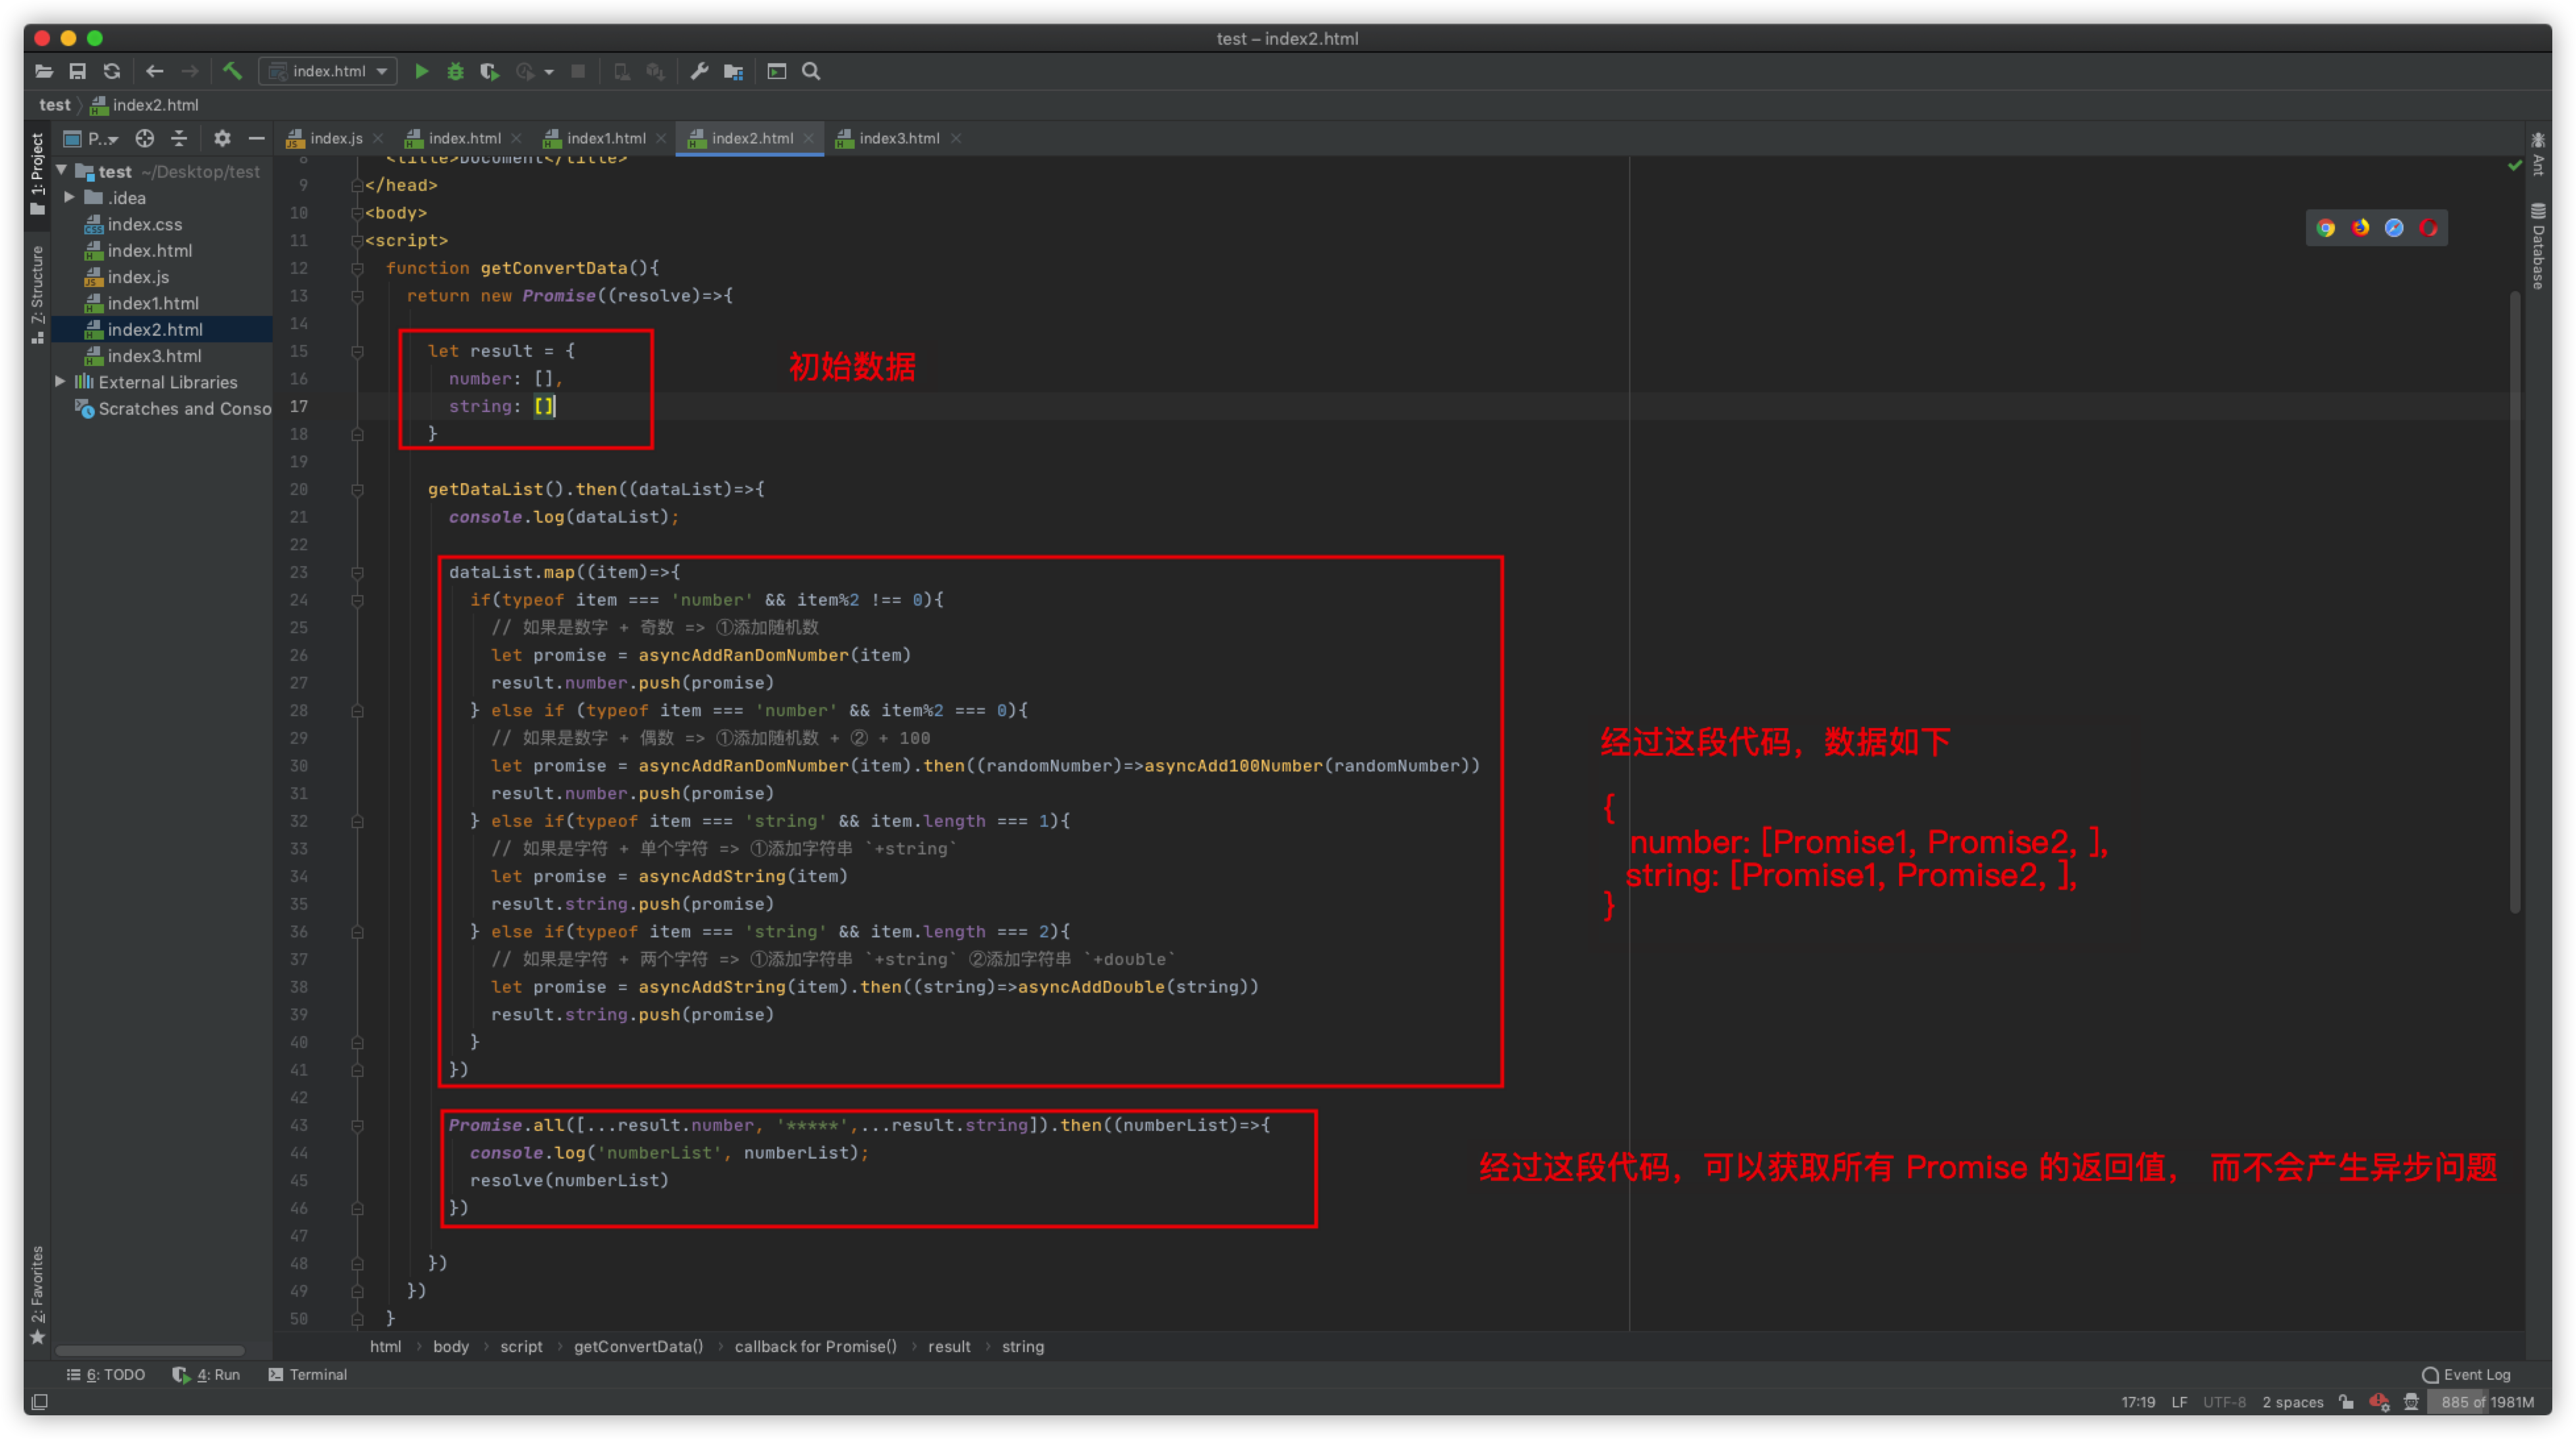 test – index2.html
index.html
test
index2.html
P...
index.js
index.html
index1.html
index2.html
index3.html
1: Project
Z: Structure
2: Favorites
test ~/Desktop/test
.idea
index.css
index.html
index.js
index1.html
index2.html
index3.html
External Libraries
Scratches and Conso
Ant
Database
8 <title>Document</title>
9 </head>
10 <body>
11 <script>
12 function getConvertData(){
13 return new Promise((resolve)=>{
14
15 let result = {
16 number: [],
17 string: []
18 }
初始数据
19
20 getDataList().then((dataList)=>{
21 console.log(dataList);
22
23 dataList.map((item)=>{
24 if(typeof item === 'number' && item%2 !== 0){
25 // 如果是数字 + 奇数 => ①添加随机数
26 let promise = asyncAddRanDomNumber(item)
27 result.number.push(promise)
28 } else if (typeof item === 'number' && item%2 === 0){
29 // 如果是数字 + 偶数 => ①添加随机数 + ② + 100
30 let promise = asyncAddRanDomNumber(item).then((randomNumber)=>asyncAdd100Number(randomNumber))
31 result.number.push(promise)
32 } else if(typeof item === 'string' && item.length === 1){
33 // 如果是字符 + 单个字符 => ①添加字符串 `+string`
34 let promise = asyncAddString(item)
35 result.string.push(promise)
36 } else if(typeof item === 'string' && item.length === 2){
37 // 如果是字符 + 两个字符 => ①添加字符串 `+string` ②添加字符串 `+double`
38 let promise = asyncAddString(item).then((string)=>asyncAddDouble(string))
39 result.string.push(promise)
40 }
41 })
经过这段代码，数据如下
{
number: [Promise1, Promise2, ],
string: [Promise1, Promise2, ],
}
42
43 Promise.all([...result.number, '*****',...result.string]).then((numberList)=>{
44 console.log('numberList', numberList);
45 resolve(numberList)
46 })
经过这段代码，可以获取所有 Promise 的返回值， 而不会产生异步问题
47
48 })
49 })
50 }
html › body › script › getConvertData() › callback for Promise() › result › string
6: TODO
4: Run
Terminal
Event Log
17:19 LF UTF-8 2 spaces 885 of 1981M